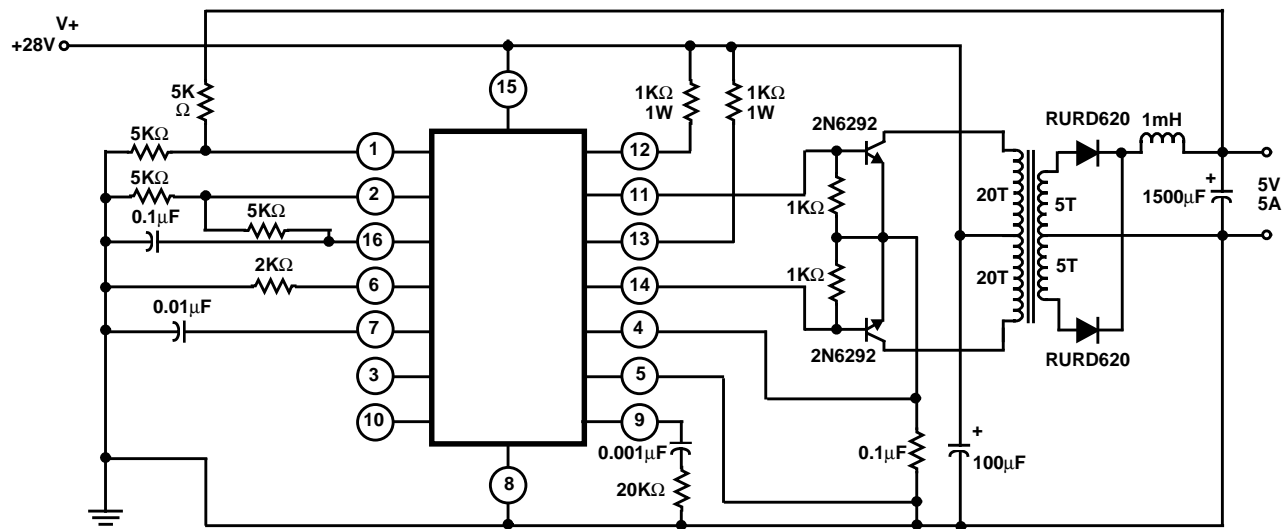 V+
+28V
5K
Ω
5KΩ
5KΩ
0.1μF
5KΩ
2KΩ
0.01μF
1
2
16
6
7
3
10
15
8
12
11
13
14
4
5
9
1KΩ
1W
1KΩ
1W
2N6292
1KΩ
1KΩ
2N6292
0.001μF
20KΩ
0.1μF
+
100μF
20T
20T
5T
5T
RURD620
RURD620
1mH
+
1500μF
5V
5A